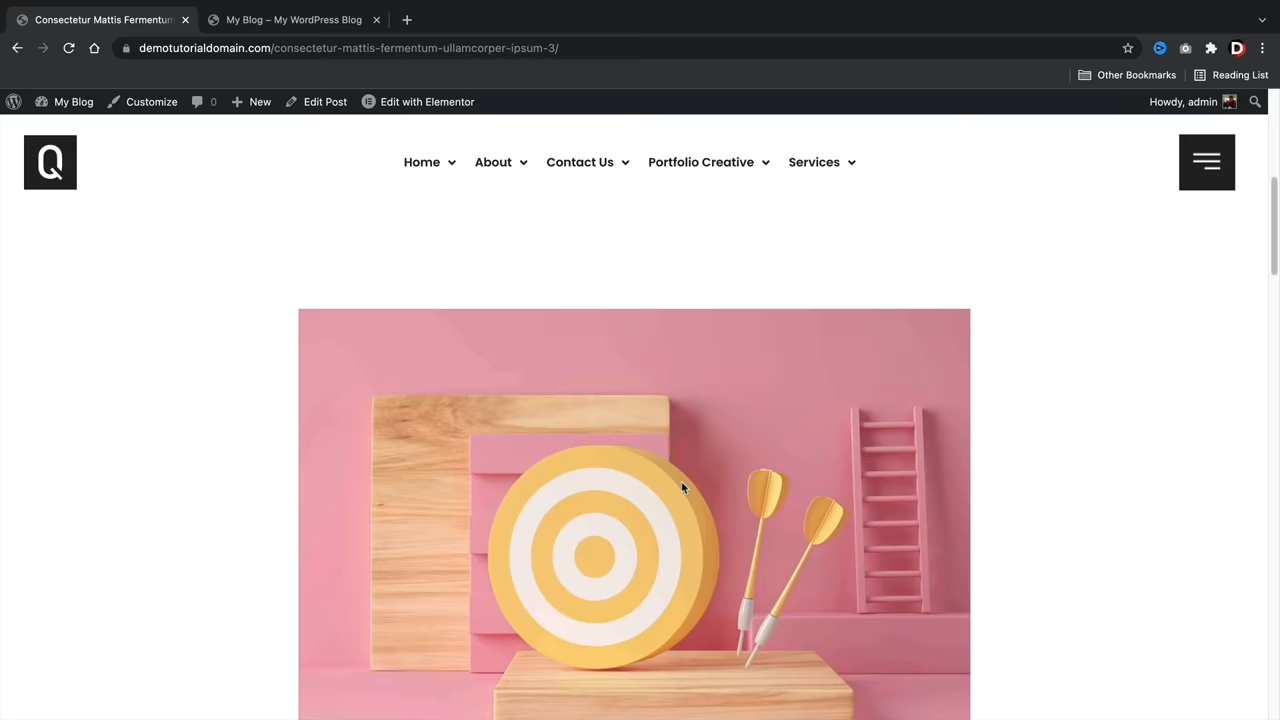 Consectetur Mattis Fermentum
My Blog – My WordPress Blog
demotutorialdomain.com/consectetur-mattis-fermentum-ullamcorper-ipsum-3/
D
Other Bookmarks
Reading List
My Blog
Customize
0
New
Edit Post
Edit with Elementor
Howdy, admin
Q
Home
About
Contact Us
Portfolio Creative
Services